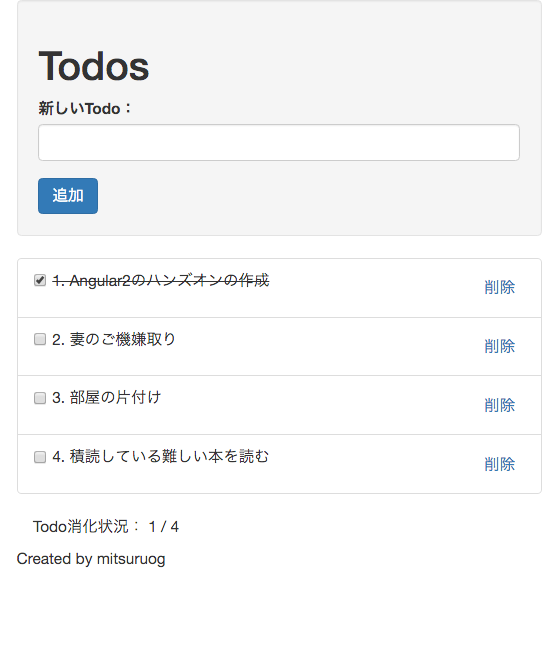 Todos
新しいTodo：
追加
1. Angular2のハンズオンの作成
削除
2. 妻のご機嫌取り
削除
3. 部屋の片付け
削除
4. 積読している難しい本を読む
削除
Todo消化状況： 1 / 4
Created by mitsuruog